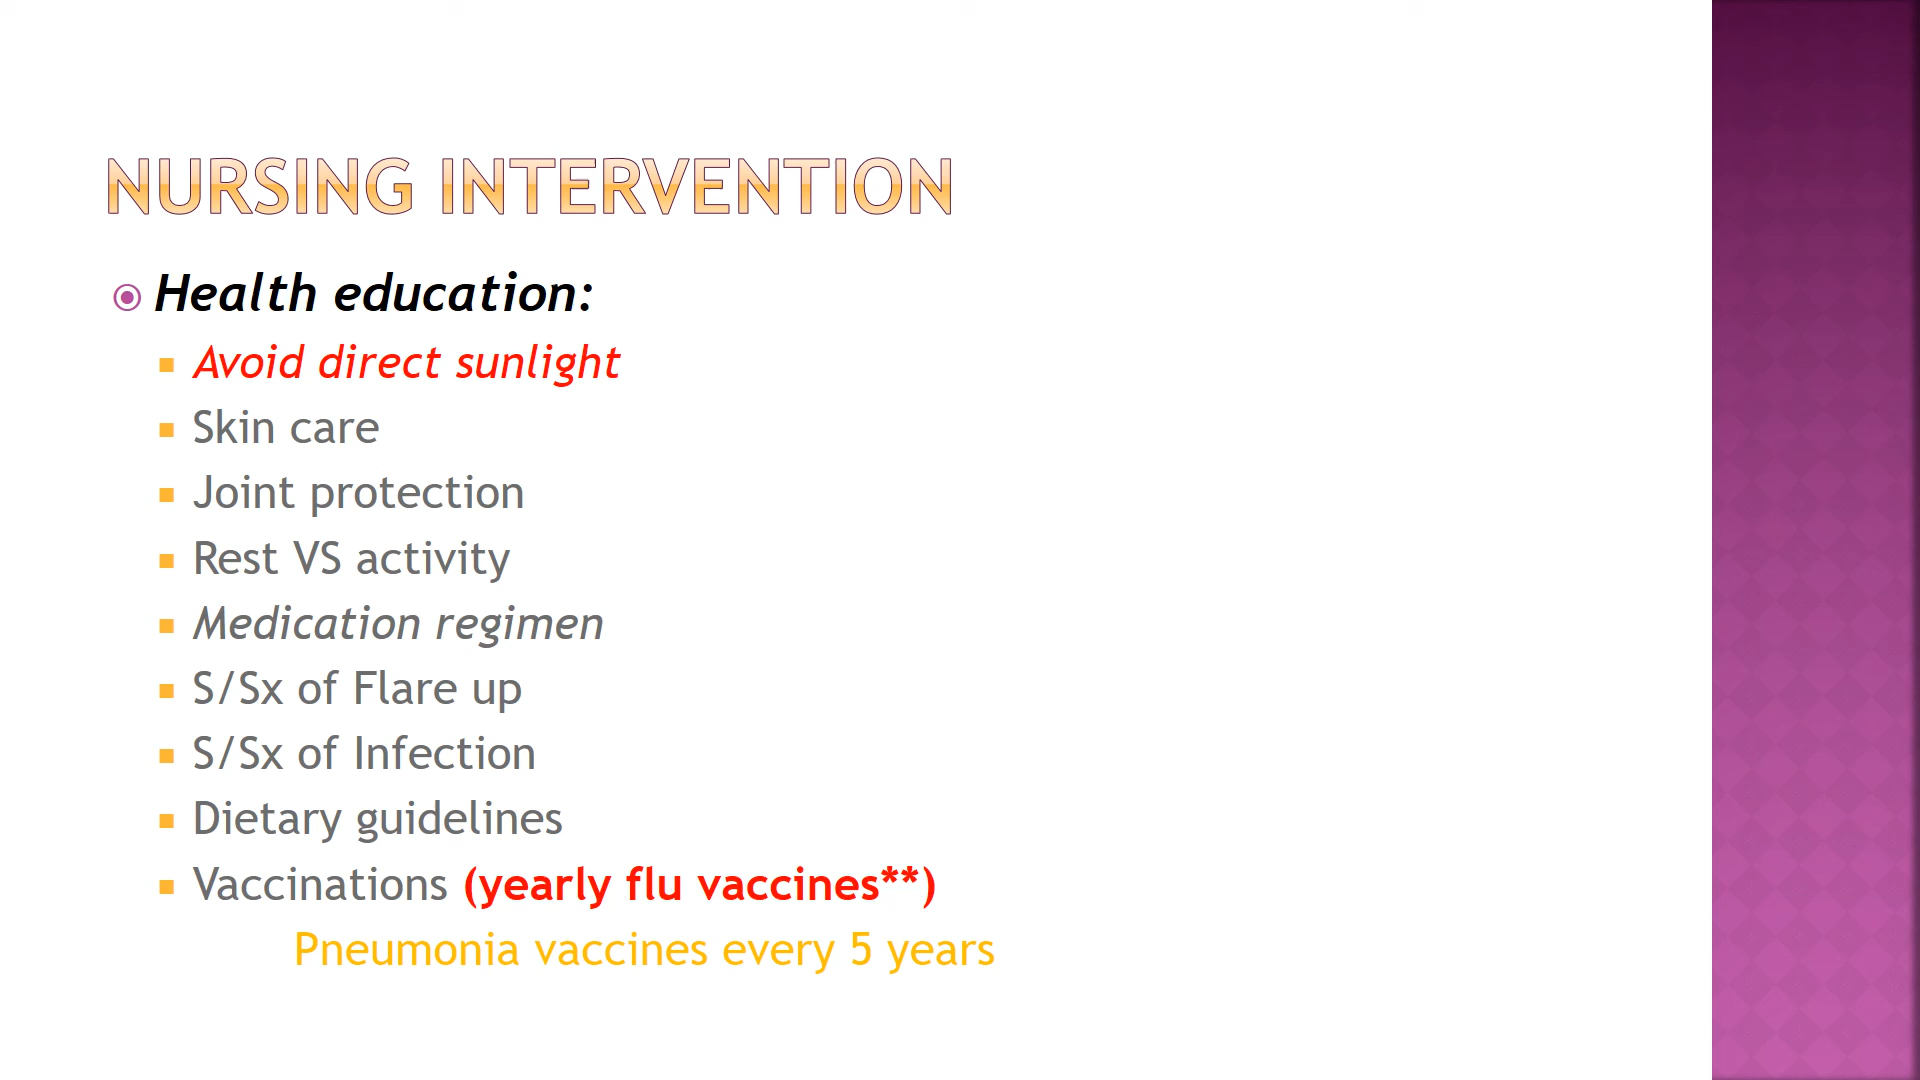 NURSING INTERVENTION
Health education:
Avoid direct sunlight
Skin care
Joint protection
Rest VS activity
Medication regimen
S/Sx of Flare up
S/Sx of Infection
Dietary guidelines
Vaccinations (yearly flu vaccines**)
Pneumonia vaccines every 5 years